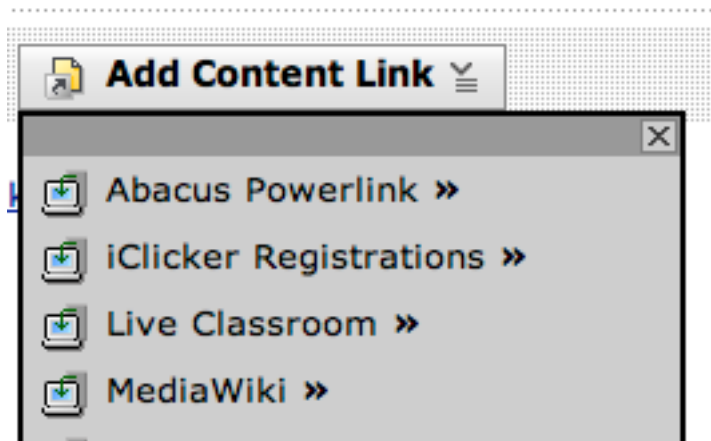 Add Content Link
Abacus Powerlink »
iClicker Registrations »
Live Classroom »
MediaWiki »